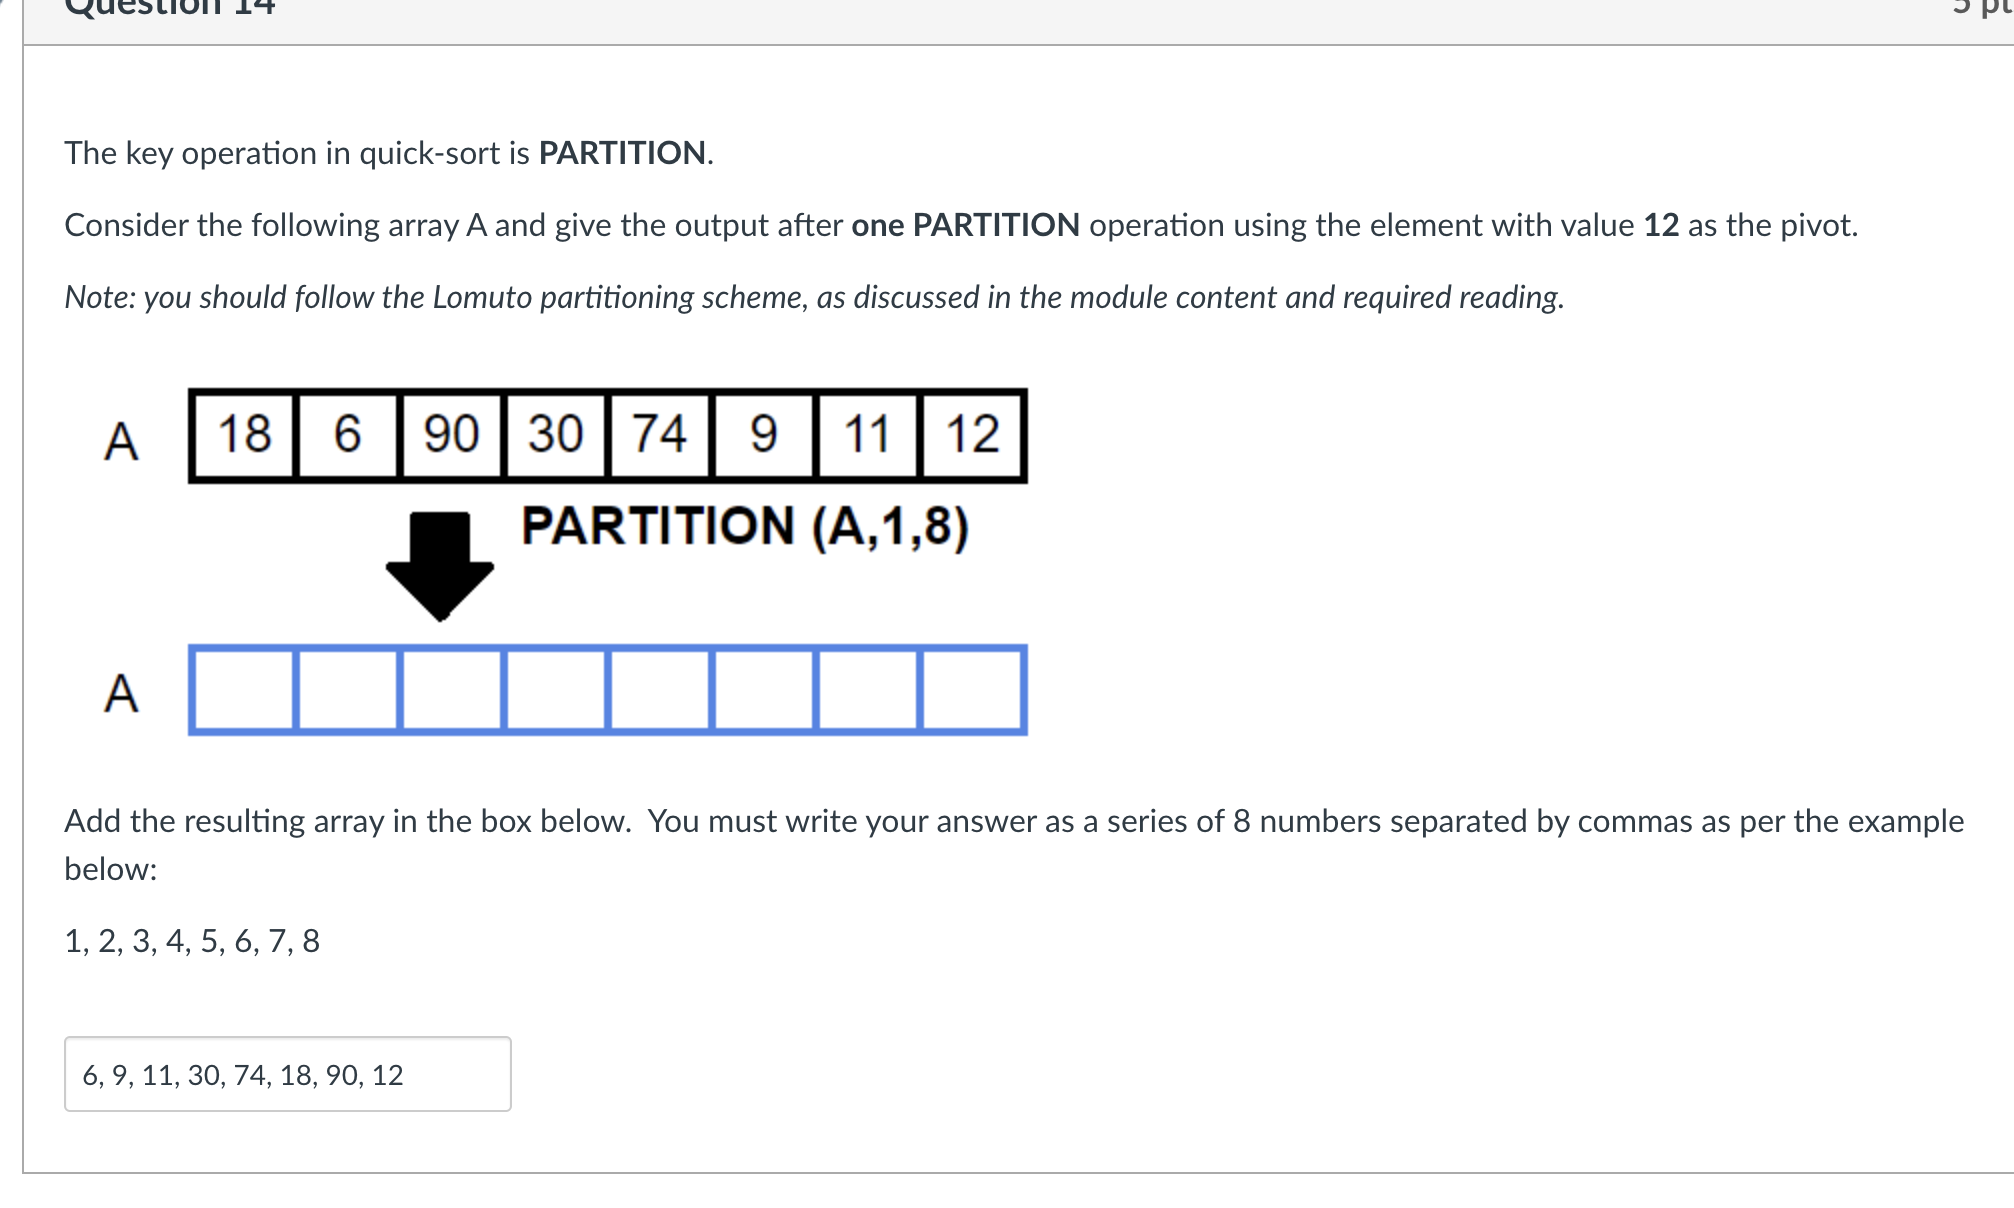 Question 14
5 pt
The key operation in quick-sort is PARTITION.
Consider the following array A and give the output after one PARTITION operation using the element with value 12 as the pivot.
Note: you should follow the Lomuto partitioning scheme, as discussed in the module content and required reading.
A 18 6 90 30 74 9 11 12
PARTITION (A,1,8)
A
Add the resulting array in the box below.  You must write your answer as a series of 8 numbers separated by commas as per the example
below:
1, 2, 3, 4, 5, 6, 7, 8
6, 9, 11, 30, 74, 18, 90, 12